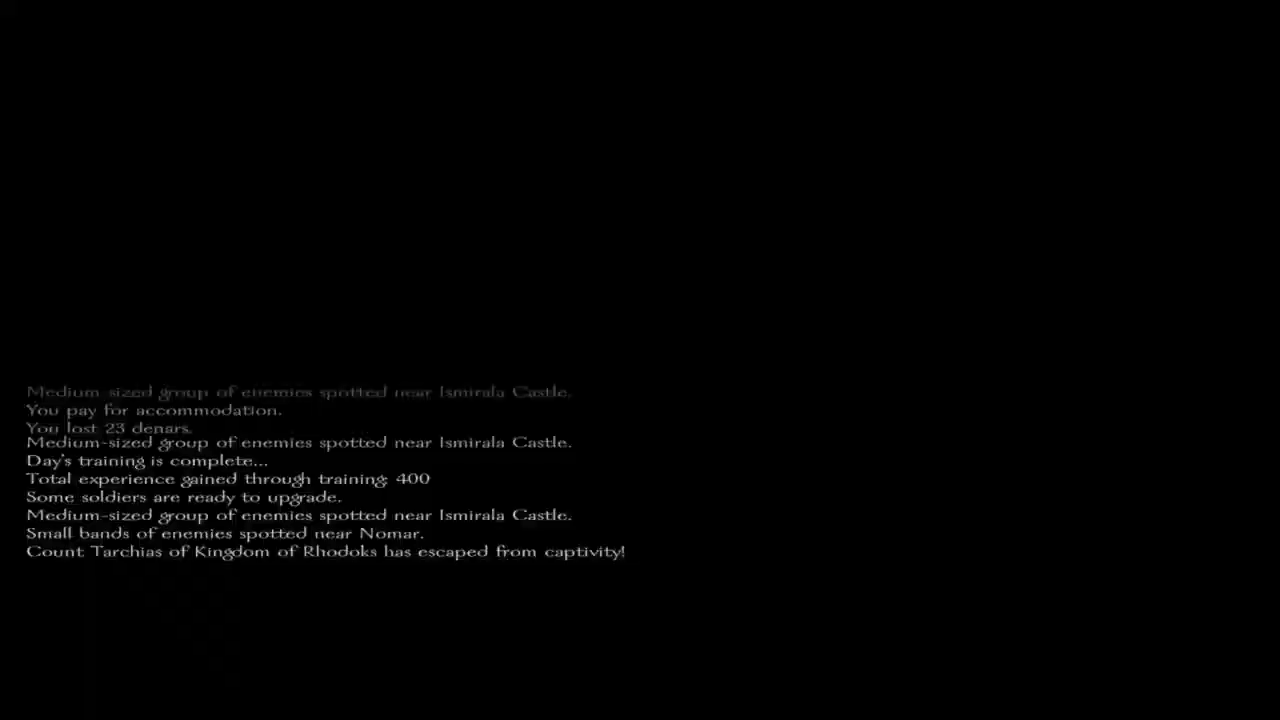 Medium-sized group of enemies spotted near Ismirala Castle.
You pay for accommodation.
You lost 23 denars.
Medium-sized group of enemies spotted near Ismirala Castle.
Day's training is complete...
Total experience gained through training: 400
Some soldiers are ready to upgrade.
Medium-sized group of enemies spotted near Ismirala Castle.
Small bands of enemies spotted near Nomar.
Count Tarchias of Kingdom of Rhodoks has escaped from captivity!